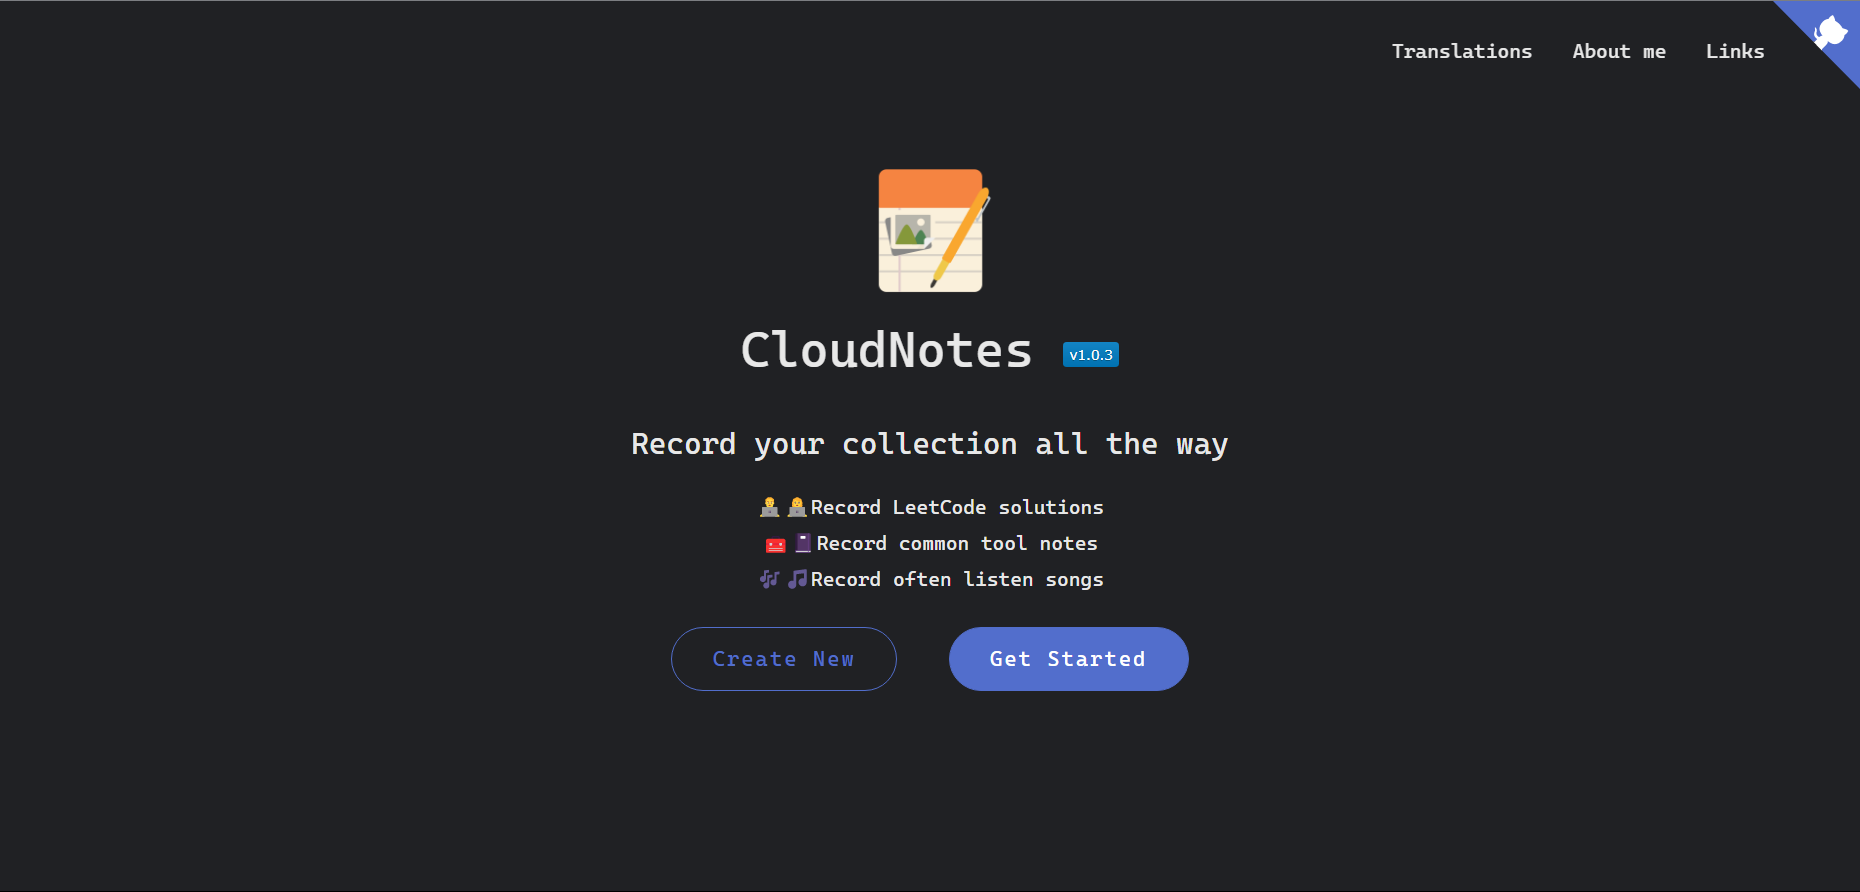 Translations About me Links
CloudNotes v1.0.3
Record your collection all the way
Record LeetCode solutions
Record common tool notes
Record often listen songs
Create New Get Started